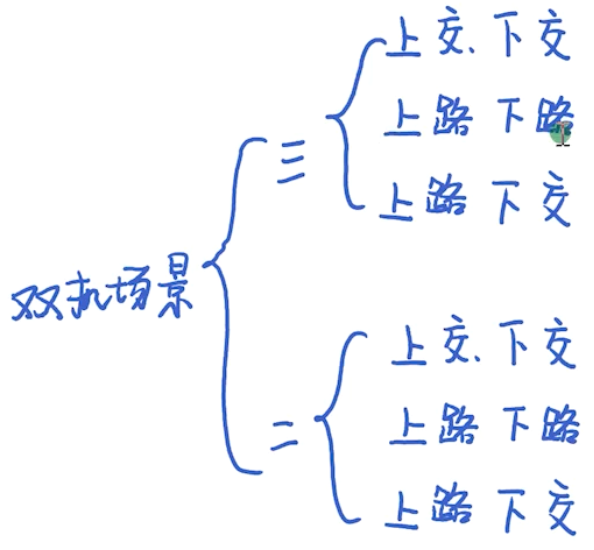 双机场景
三
上交、下交
上路 下路
上路 下交
二
上交、下交
上路 下路
上路 下交